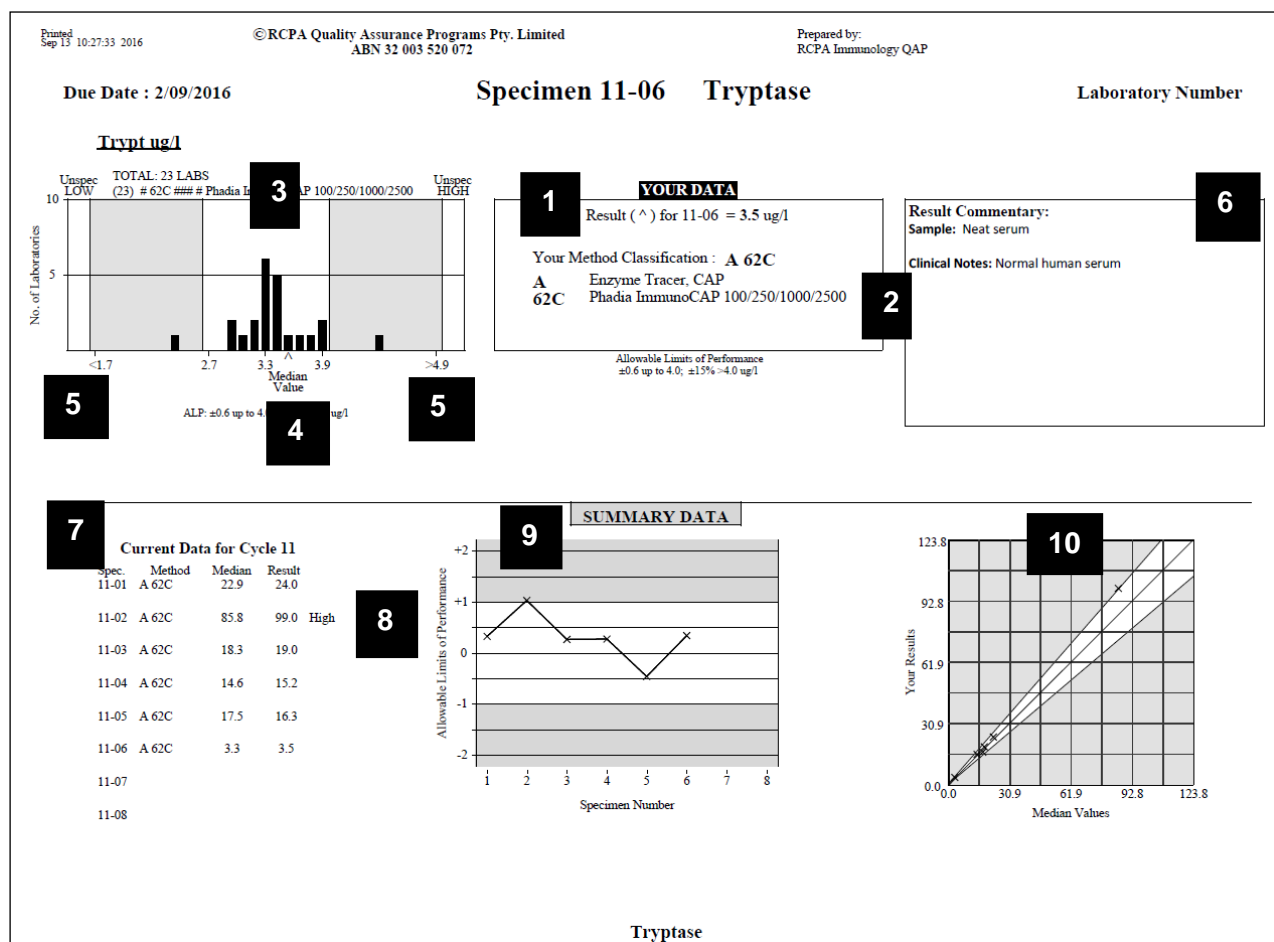 Printed
Sep 13 10:27:33 2016
©RCPA Quality Assurance Programs Pty. Limited
ABN 32 003 520 072
Prepared by:
RCPA Immunology QAP
Due Date : 2/09/2016
Specimen 11-06 Tryptase
Laboratory Number
Trypt ug/l
Unspec
LOW
TOTAL: 23 LABS
(23) # 62C ### # Phadia 100/250/1000/2500
Unspec
HIGH
3
10
5
No. of Laboratories
<1.7
2.7
3.3
3.9
>4.9
^
Median
Value
5
5
ALP: ±0.6 up to ug/l
4
1
YOUR DATA
Result ( ^ ) for 11-06 = 3.5 ug/l
Your Method Classification : A 62C
A Enzyme Tracer, CAP
62C Phadia ImmunoCAP 100/250/1000/2500
2
Allowable Limits of Performance
±0.6 up to 4.0; ±15% >4.0 ug/l
6
Result Commentary:
Sample: Neat serum
Clinical Notes: Normal human serum
SUMMARY DATA
7
Current Data for Cycle 11
Spec. Method Median Result
11-01 A 62C 22.9 24.0
11-02 A 62C 85.8 99.0 High
11-03 A 62C 18.3 19.0
11-04 A 62C 14.6 15.2
11-05 A 62C 17.5 16.3
11-06 A 62C 3.3 3.5
11-07
11-08
8
9
Allowable Limits of Performance
+2
+1
0
-1
-2
1 2 3 4 5 6 7 8
Specimen Number
10
Your Results
123.8
92.8
61.9
30.9
0.0
0.0 30.9 61.9 92.8 123.8
Median Values
Tryptase